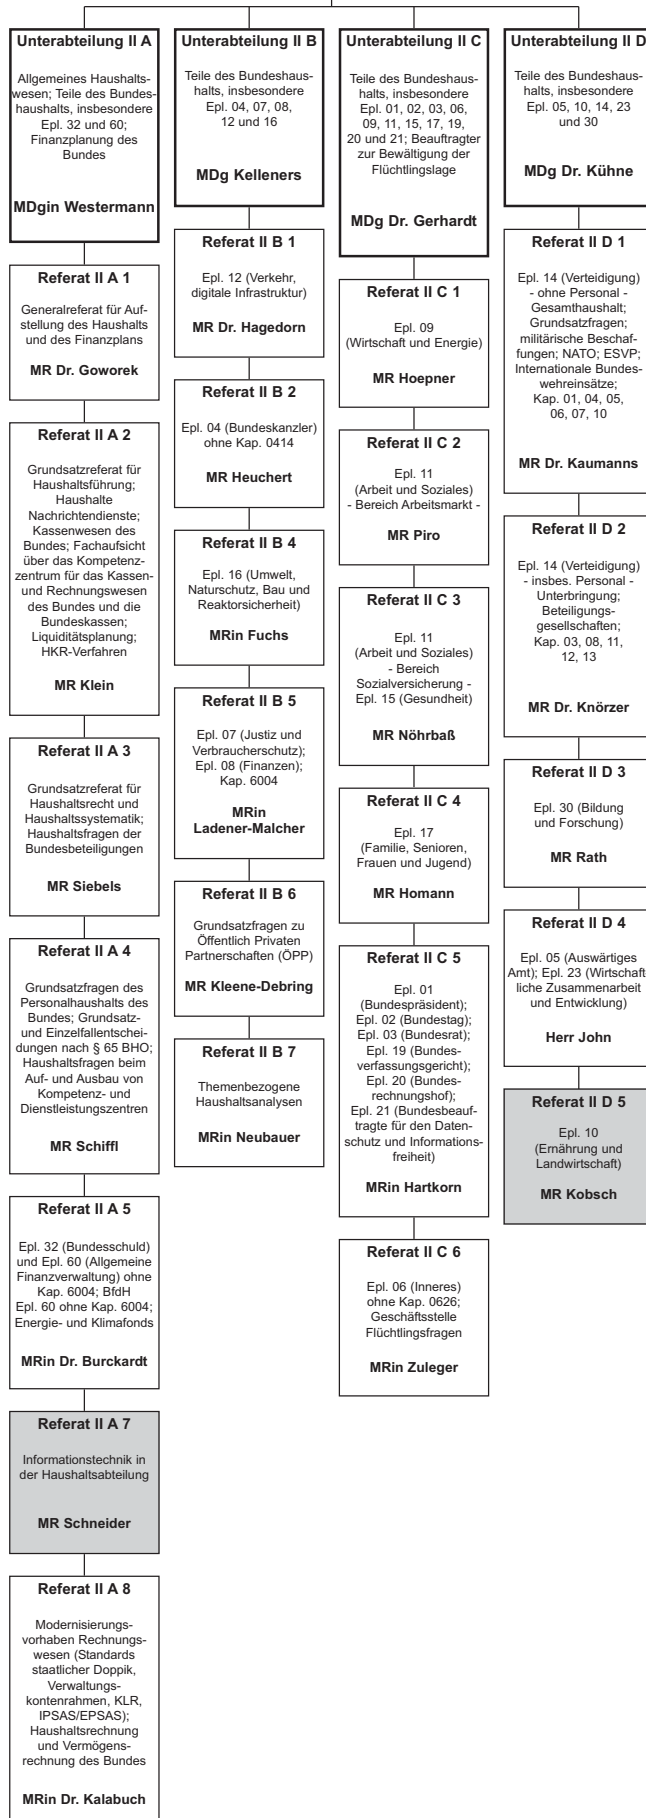 Unterabteilung II A
Allgemeines Haushalts-
wesen; Teile des Bundes-
haushalts, insbesondere
Epl. 32 und 60;
Finanzplanung des
Bundes
MDgin Westermann
Referat II A 1
Generalreferat für Auf-
stellung des Haushalts
und des Finanzplans
MR Dr. Goworek
Referat II A 2
Grundsatzreferat für
Haushaltsführung;
Haushalte
Nachrichtendienste;
Kassenwesen des
Bundes; Fachaufsicht
über das Kompetenz-
zentrum für das Kassen-
und Rechnungswesen
des Bundes und die
Bundeskassen;
Liquiditätsplanung;
HKR-Verfahren
MR Klein
Referat II A 3
Grundsatzreferat für
Haushaltsrecht und
Haushaltssystematik;
Haushaltsfragen der
Bundesbeteiligungen
MR Siebels
Referat II A 4
Grundsatzfragen des
Personalhaushalts des
Bundes; Grundsatz-
und Einzelfallentschei-
dungen nach § 65 BHO;
Haushaltsfragen beim
Auf- und Ausbau von
Kompetenz- und
Dienstleistungszentren
MR Schiffl
Referat II A 5
Epl. 32 (Bundesschuld)
und Epl. 60 (Allgemeine
Finanzverwaltung) ohne
Kap. 6004; BfdH
Epl. 60 ohne Kap. 6004;
Energie- und Klimafonds
MRin Dr. Burckardt
Referat II A 7
Informationstechnik in
der Haushaltsabteilung
MR Schneider
Referat II A 8
Modernisierungs-
vorhaben Rechnungs-
wesen (Standards
staatlicher Doppik,
Verwaltungs-
kontenrahmen, KLR,
IPSAS/EPSAS);
Haushaltsrechnung
und Vermögens-
rechnung des Bundes
MRin Dr. Kalabuch
Unterabteilung II B
Teile des Bundeshaus-
halts, insbesondere
Epl. 04, 07, 08,
12 und 16
MDg Kelleners
Referat II B 1
Epl. 12 (Verkehr,
digitale Infrastruktur)
MR Dr. Hagedorn
Referat II B 2
Epl. 04 (Bundeskanzler)
ohne Kap. 0414
MR Heuchert
Referat II B 4
Epl. 16 (Umwelt,
Naturschutz, Bau und
Reaktorsicherheit)
MRin Fuchs
Referat II B 5
Epl. 07 (Justiz und
Verbraucherschutz);
Epl. 08 (Finanzen);
Kap. 6004
MRin
Ladener-Malcher
Referat II B 6
Grundsatzfragen zu
Öffentlich Privaten
Partnerschaften (ÖPP)
MR Kleene-Debring
Referat II B 7
Themenbezogene
Haushaltsanalysen
MRin Neubauer
Unterabteilung II C
Teile des Bundeshaus-
halts, insbesondere
Epl. 01, 02, 03, 06,
09, 11, 15, 17, 19,
20 und 21; Beauftragter
zur Bewältigung der
Flüchtlingslage
MDg Dr. Gerhardt
Referat II C 1
Epl. 09
(Wirtschaft und Energie)
MR Hoepner
Referat II C 2
Epl. 11
(Arbeit und Soziales)
- Bereich Arbeitsmarkt -
MR Piro
Referat II C 3
Epl. 11
(Arbeit und Soziales)
- Bereich
Sozialversicherung -
Epl. 15 (Gesundheit)
MR Nöhrbaß
Referat II C 4
Epl. 17
(Familie, Senioren,
Frauen und Jugend)
MR Homann
Referat II C 5
Epl. 01
(Bundespräsident);
Epl. 02 (Bundestag);
Epl. 03 (Bundesrat);
Epl. 19 (Bundes-
verfassungsgericht);
Epl. 20 (Bundes-
rechnungshof);
Epl. 21 (Bundesbeauf-
tragte für den Daten-
schutz und Informations-
freiheit)
MRin Hartkorn
Referat II C 6
Epl. 06 (Inneres)
ohne Kap. 0626;
Geschäftsstelle
Flüchtlingsfragen
MRin Zuleger
Unterabteilung II D
Teile des Bundeshaus-
halts, insbesondere
Epl. 05, 10, 14, 23
und 30
MDg Dr. Kühne
Referat II D 1
Epl. 14 (Verteidigung)
- ohne Personal -
Gesamthaushalt;
Grundsatzfragen;
militärische Beschaf-
fungen; NATO; ESVP;
Internationale Bundes-
wehreinsätze;
Kap. 01, 04, 05,
06, 07, 10
MR Dr. Kaumanns
Referat II D 2
Epl. 14 (Verteidigung)
- insbes. Personal -
Unterbringung;
Beteiligungs-
gesellschaften;
Kap. 03, 08, 11,
12, 13
MR Dr. Knörzer
Referat II D 3
Epl. 30 (Bildung
und Forschung)
MR Rath
Referat II D 4
Epl. 05 (Auswärtiges
Amt); Epl. 23 (Wirtschaft-
liche Zusammenarbeit
und Entwicklung)
Herr John
Referat II D 5
Epl. 10
(Ernährung und
Landwirtschaft)
MR Kobsch